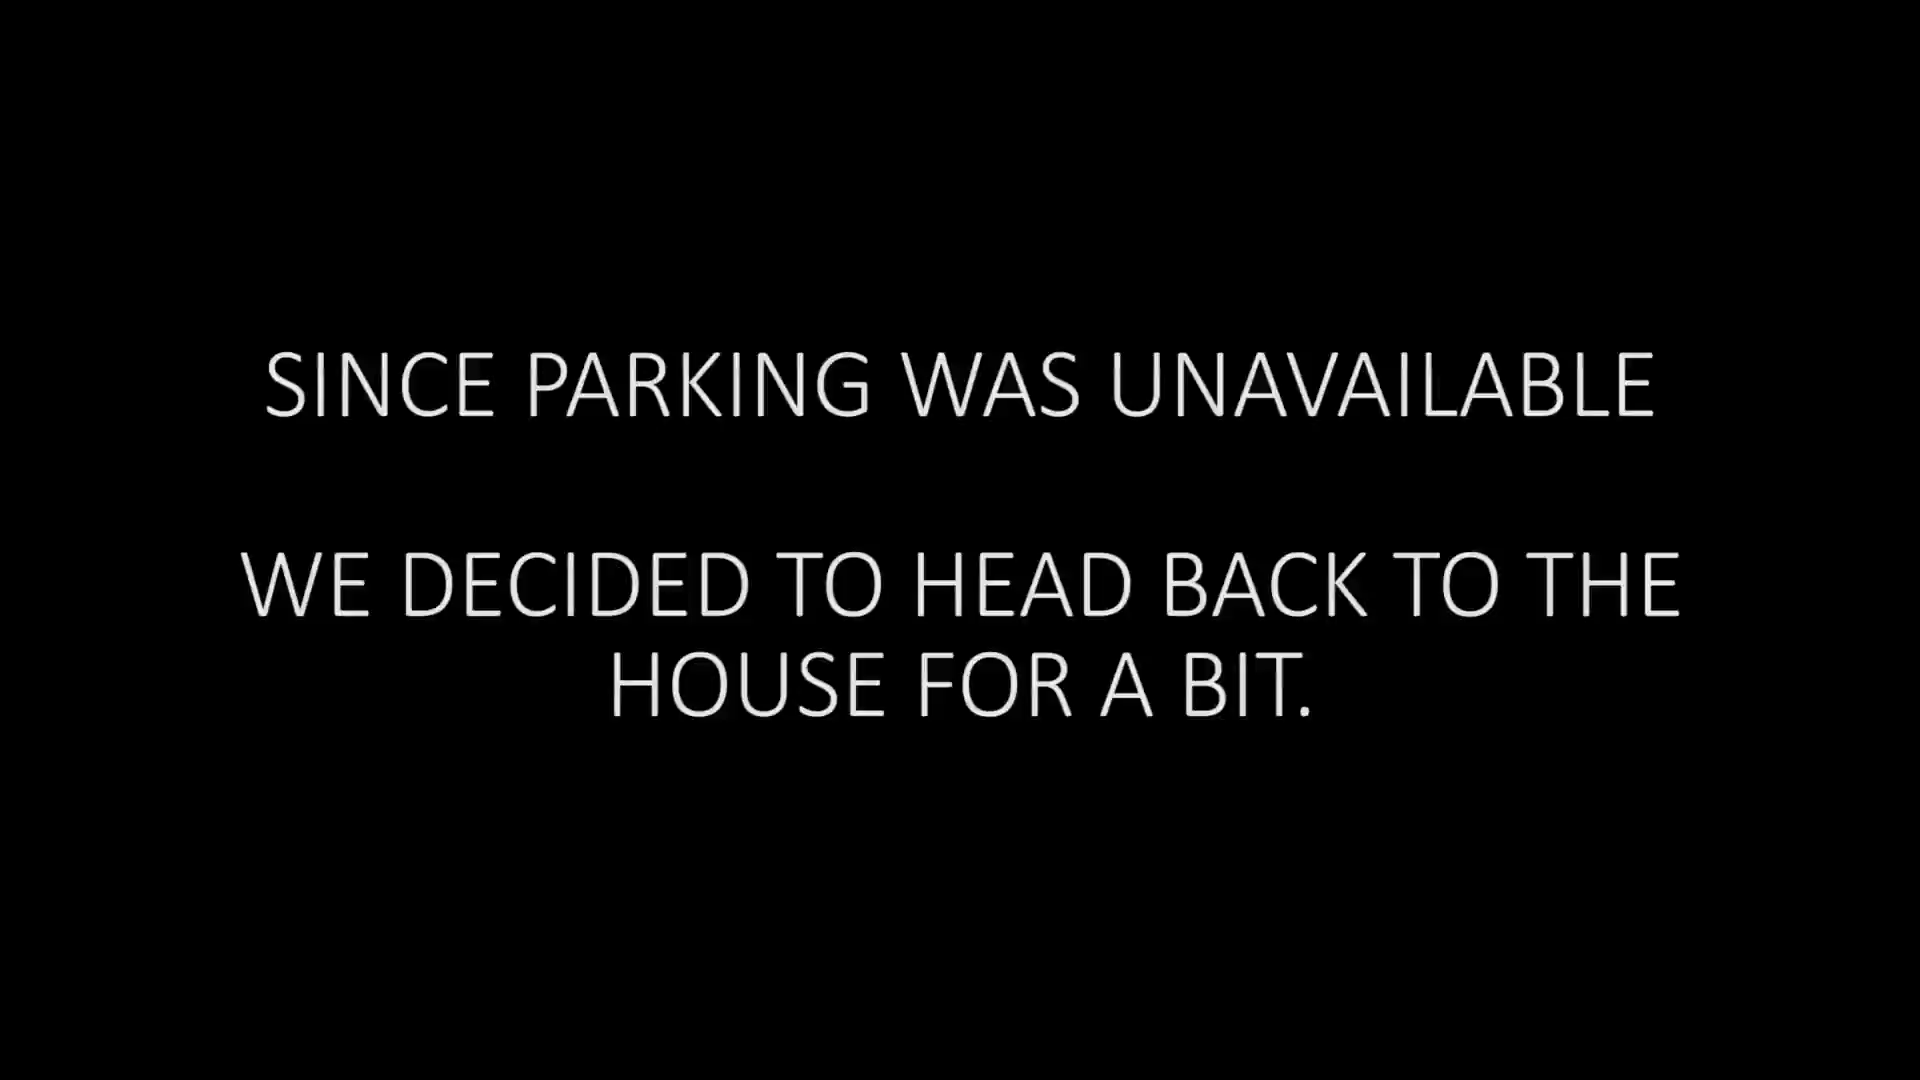 SINCE PARKING WAS UNAVAILABLE
WE DECIDED TO HEAD BACK TO THE
HOUSE FOR A BIT.